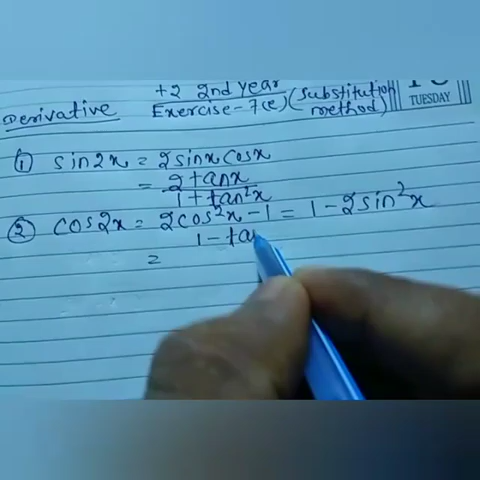 +2 2nd year
Derivative Exercise-7(e) (Substitution method) TUESDAY
① sin2x = 2sinx cosx
= 2tanx / 1+tan²x
② cos2x = 2cos²x-1 = 1-2sin²x
= 1-ta